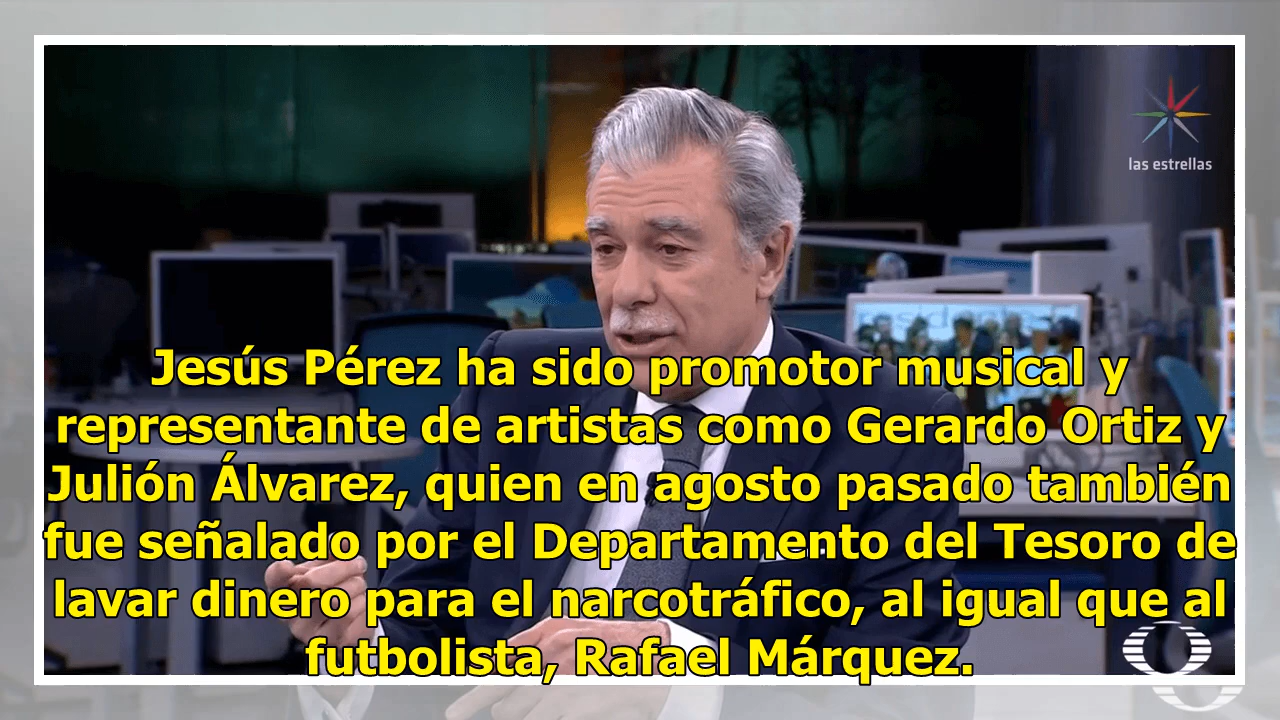 las estrellas
Jesús Pérez ha sido promotor musical y
representante de artistas como Gerardo Ortiz y
Julión Álvarez, quien en agosto pasado también
fue señalado por el Departamento del Tesoro de
lavar dinero para el narcotráfico, al igual que al
futbolista, Rafael Márquez.